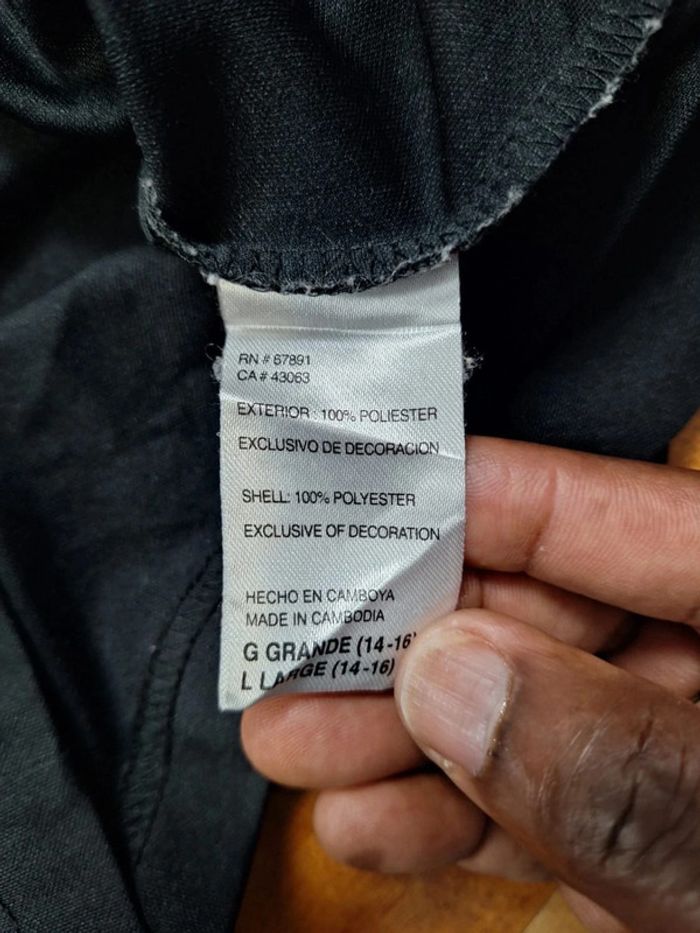 RN # 67891
CA # 43063
EXTERIOR : 100% POLIESTER
EXCLUSIVO DE DECORACION
SHELL: 100% POLYESTER
EXCLUSIVE OF DECORATION
HECHO EN CAMBOYA
MADE IN CAMBODIA
G GRANDE (14-16)
L LARGE (14-16)